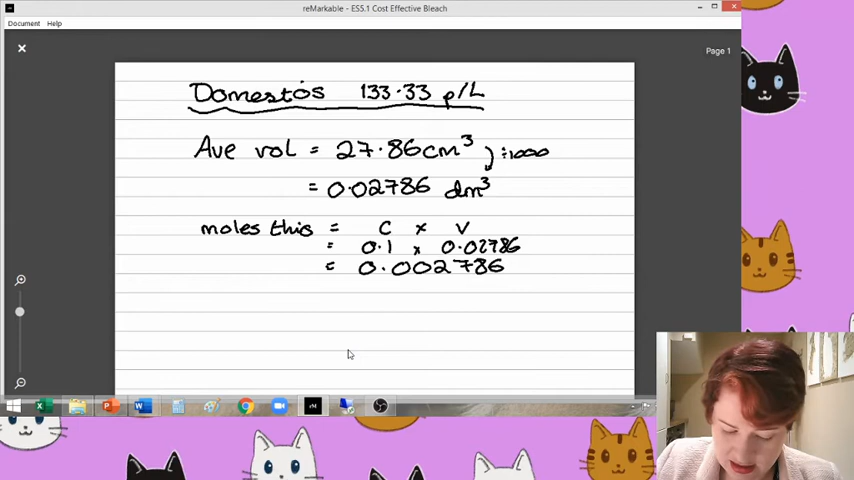 reMarkable - ES5.1 Cost Effective Bleach
Document Help
Page 1
Domestos 133.33 p/L
Ave vol = 27.86cm³ ÷1000
= 0.02786 dm³
moles thio = C x V
= 0.1 x 0.02786
= 0.002786